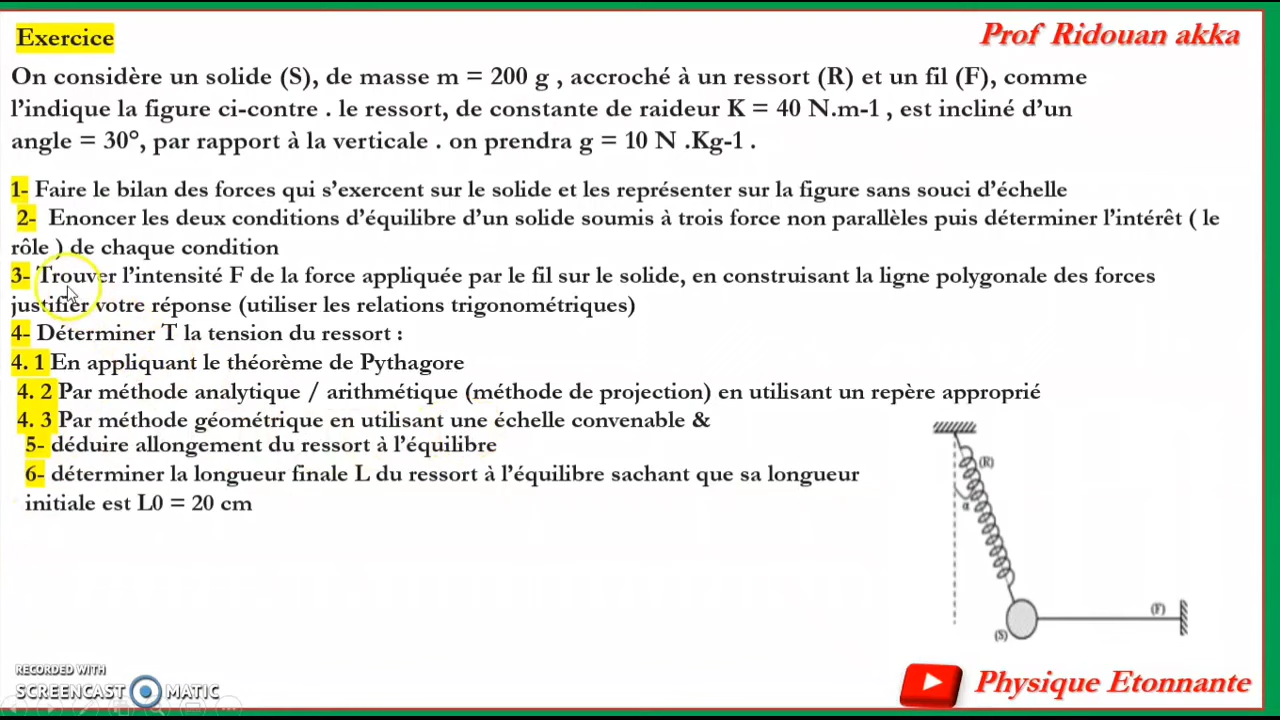 Exercice
Prof Ridouan akka
On considère un solide (S), de masse m = 200 g , accroché à un ressort (R) et un fil (F), comme
l'indique la figure ci-contre . le ressort, de constante de raideur K = 40 N.m-1 , est incliné d'un
angle = 30°, par rapport à la verticale . on prendra g = 10 N .Kg-1 .
1- Faire le bilan des forces qui s'exercent sur le solide et les représenter sur la figure sans souci d'échelle
2- Enoncer les deux conditions d'équilibre d'un solide soumis à trois force non parallèles puis déterminer l'intérêt ( le
rôle ) de chaque condition
3- Trouver l'intensité F de la force appliquée par le fil sur le solide, en construisant la ligne polygonale des forces
justifier votre réponse (utiliser les relations trigonométriques)
4- Déterminer T la tension du ressort :
4. 1 En appliquant le théorème de Pythagore
4. 2 Par méthode analytique / arithmétique (méthode de projection) en utilisant un repère approprié
4. 3 Par méthode géométrique en utilisant une échelle convenable &
5- déduire allongement du ressort à l'équilibre
6- déterminer la longueur finale L du ressort à l'équilibre sachant que sa longueur
initiale est L0 = 20 cm
(R)
α
(F)
(S)
RECORDED WITH
SCREENCAST MATIC
Physique Etonnante